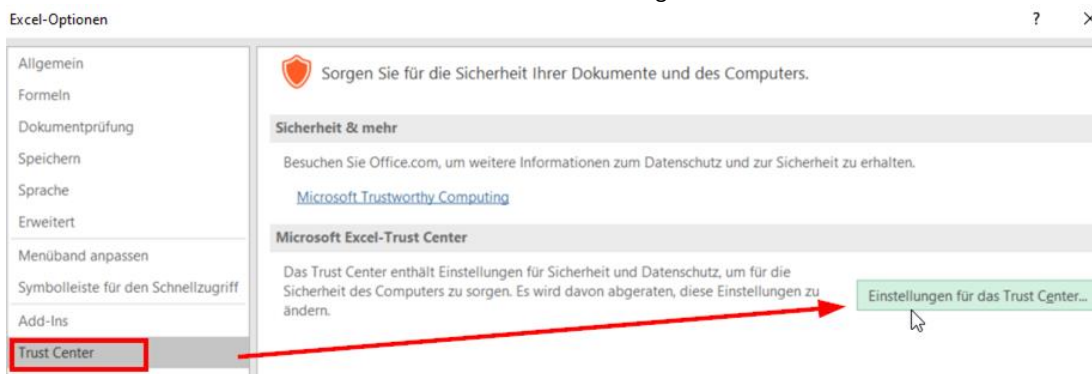 Excel-Optionen
Allgemein
Formeln
Dokumentprüfung
Speichern
Sprache
Erweitert
Menüband anpassen
Symbolleiste für den Schnellzugriff
Add-Ins
Trust Center
Sorgen Sie für die Sicherheit Ihrer Dokumente und des Computers.
Sicherheit & mehr
Besuchen Sie Office.com, um weitere Informationen zum Datenschutz und zur Sicherheit zu erhalten.
Microsoft Trustworthy Computing
Microsoft Excel-Trust Center
Das Trust Center enthält Einstellungen für Sicherheit und Datenschutz, um für die
Sicherheit des Computers zu sorgen. Es wird davon abgeraten, diese Einstellungen zu
ändern.
Einstellungen für das Trust Center...